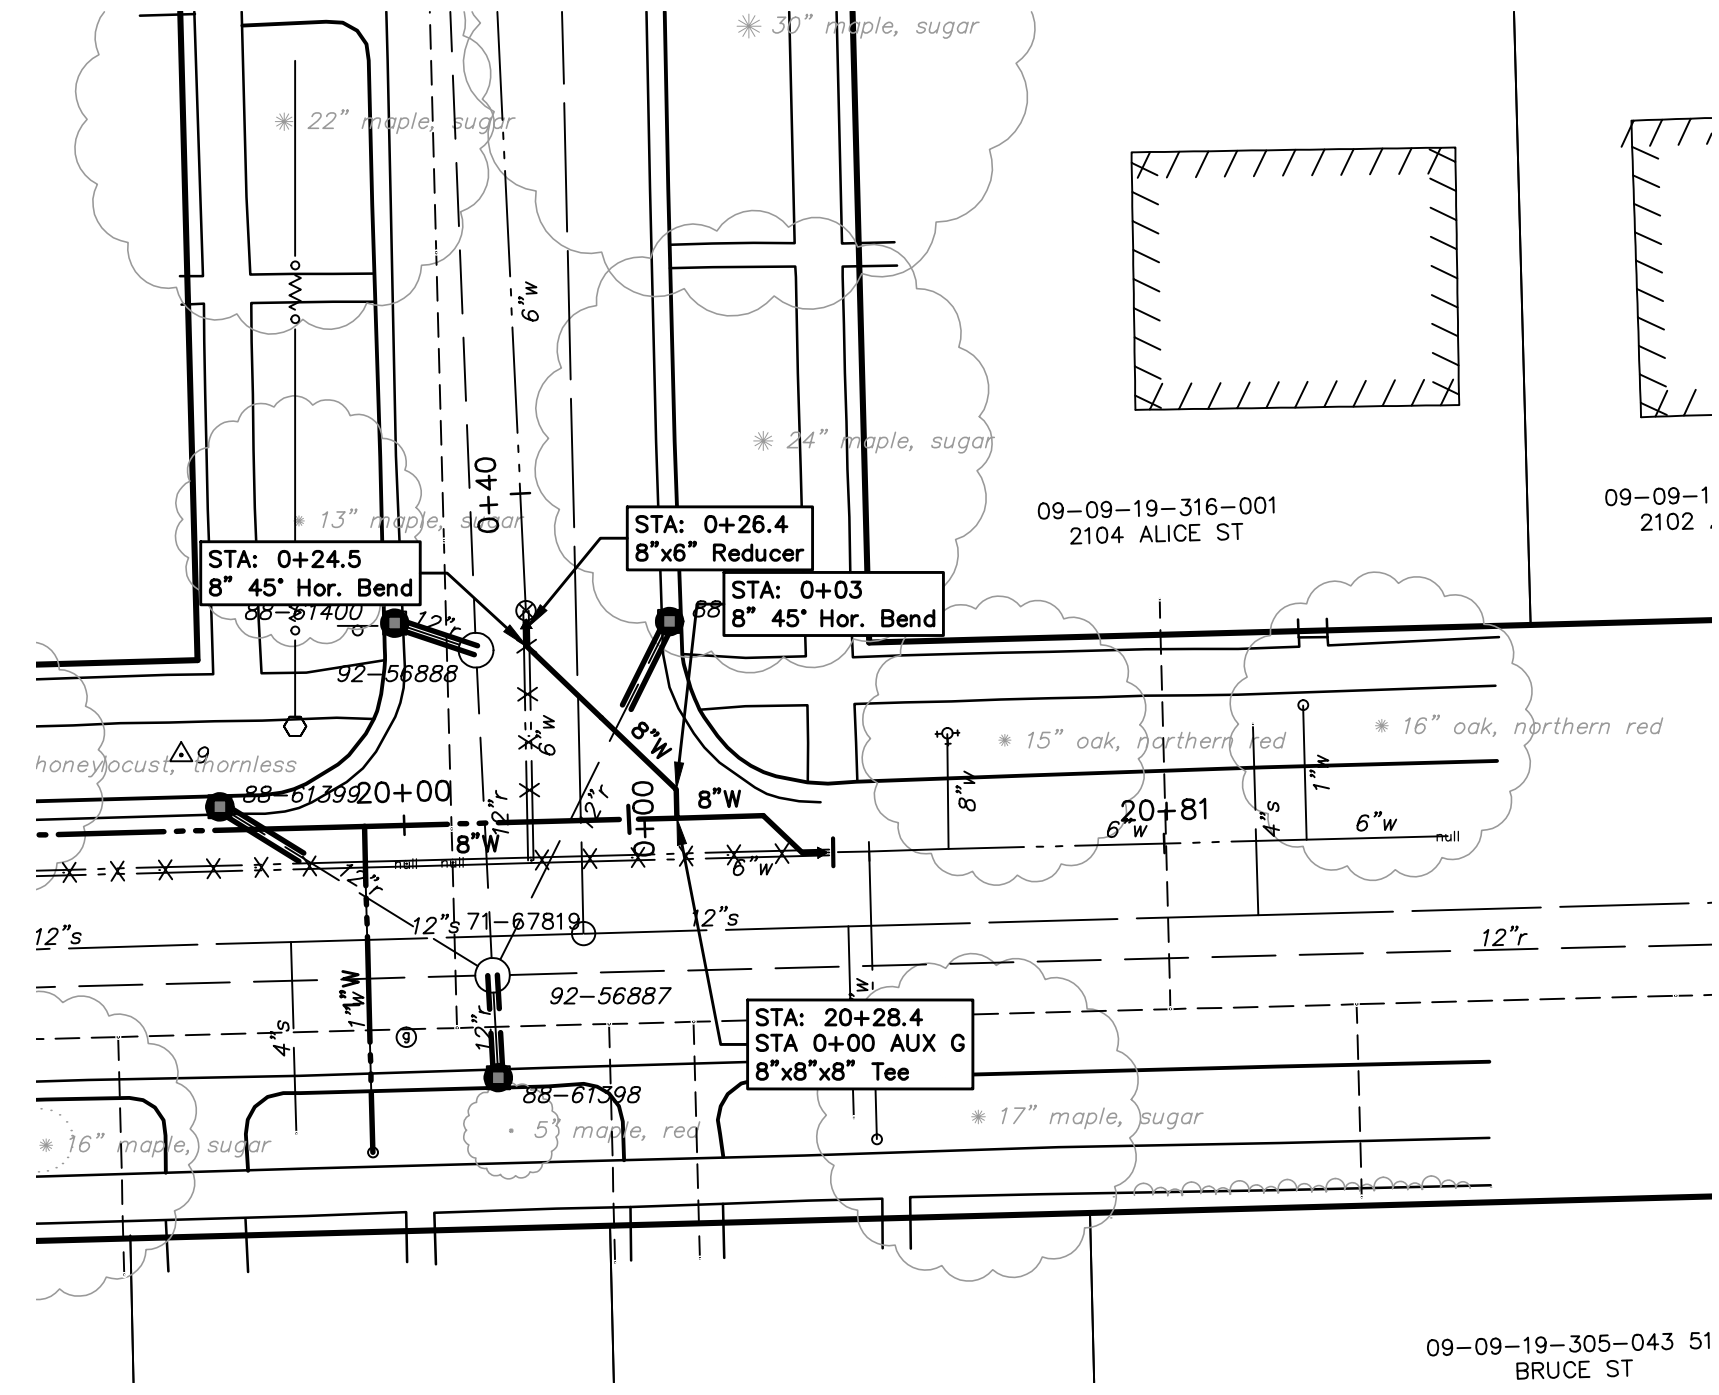 30” maple, sugar
22” maple, sugar
6”w
24” maple, sugar
0+40
13” maple, sugar
09-09-19-316-001
2104 ALICE ST
2102
STA: 0+26.4
8”x6” Reducer
STA: 0+24.5
8” 45° Hor. Bend
STA: 0+03
8” 45° Hor. Bend
88-61400
12”r
88
92-56888
6”w
8”W
9
honeylocust, thornless
15” oak, northern red
16” oak, northern red
88-61399
20+00
12”r
12”r
0+00
8”W
8”w
20+81
6”w
4”s
1”w
6”w
null
8”W
null
null
6”w
12”r
12”s
12”s
71-67819
12”s
12”r
1”W
1”w
92-56887
4”s
g
12”r
STA: 20+28.4
STA 0+00 AUX G
8”x8”x8” Tee
88-61398
16” maple, sugar
5” maple, red
17” maple, sugar
09-09-19-305-043 51
BRUCE ST